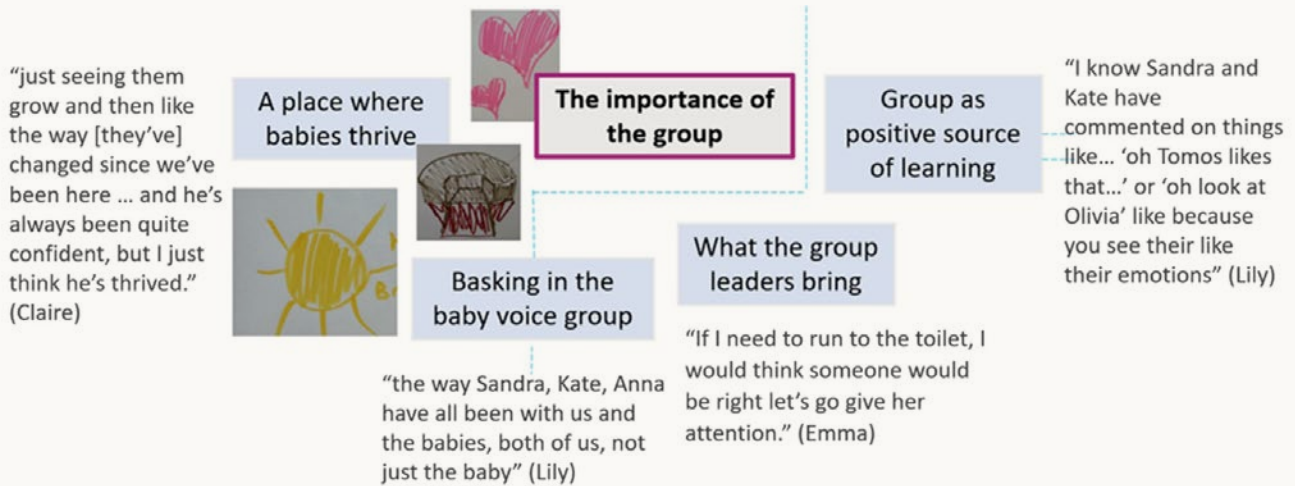 “just seeing them
grow and then like
the way [they’ve]
changed since we’ve
been here ... and he’s
always been quite
confident, but I just
think he’s thrived.”
(Claire)
A place where
babies thrive
The importance of
the group
Group as
positive source
of learning
“I know Sandra and
Kate have
commented on things
like... ‘oh Tomos likes
that...’ or ‘oh look at
Olivia’ like because
you see their like
their emotions” (Lily)
Basking in the
baby voice group
“the way Sandra, Kate, Anna
have all been with us and
the babies, both of us, not
just the baby” (Lily)
What the group
leaders bring
“If I need to run to the toilet, I
would think someone would
be right let’s go give her
attention.” (Emma)